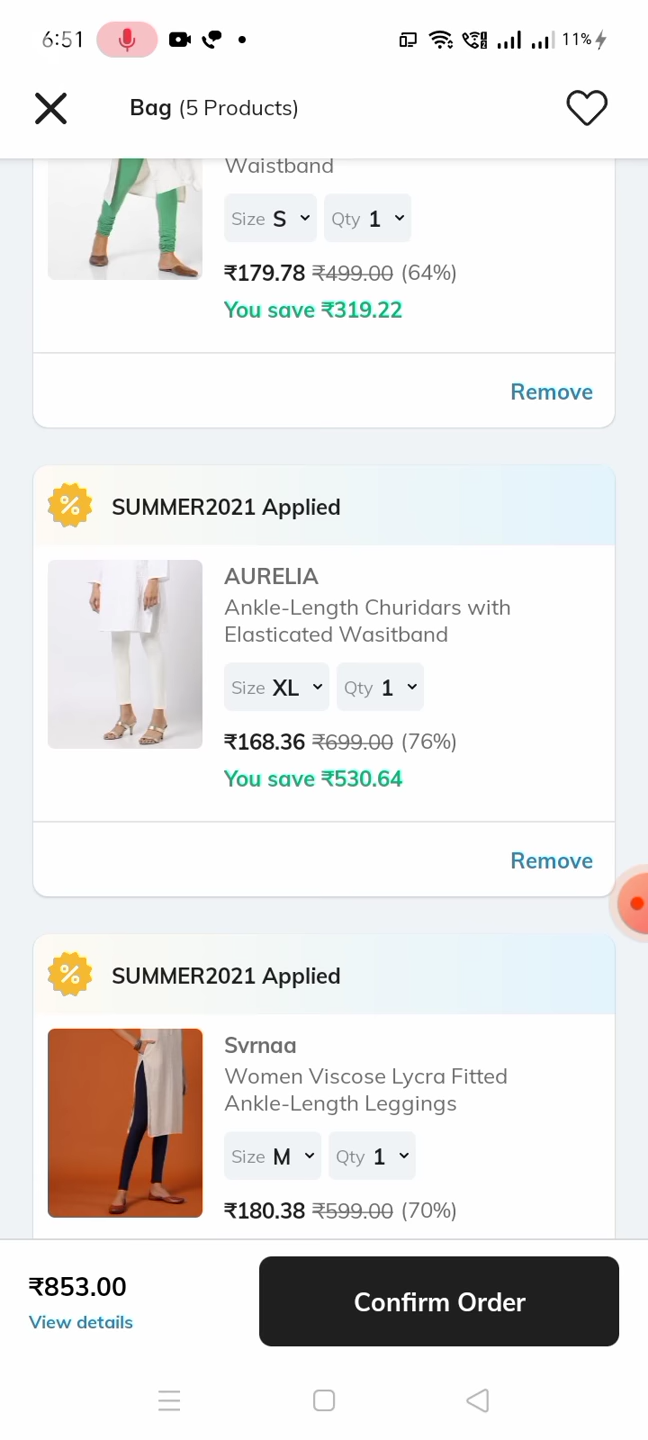 6:51
11%
Bag (5 Products)
Waistband
Size S Qty 1
₹179.78 ₹499.00 (64%)
You save ₹319.22
Remove
SUMMER2021 Applied
AURELIA
Ankle-Length Churidars with
Elasticated Wasitband
Size XL Qty 1
₹168.36 ₹699.00 (76%)
You save ₹530.64
Remove
SUMMER2021 Applied
Svrnaa
Women Viscose Lycra Fitted
Ankle-Length Leggings
Size M Qty 1
₹180.38 ₹599.00 (70%)
₹853.00
View details
Confirm Order